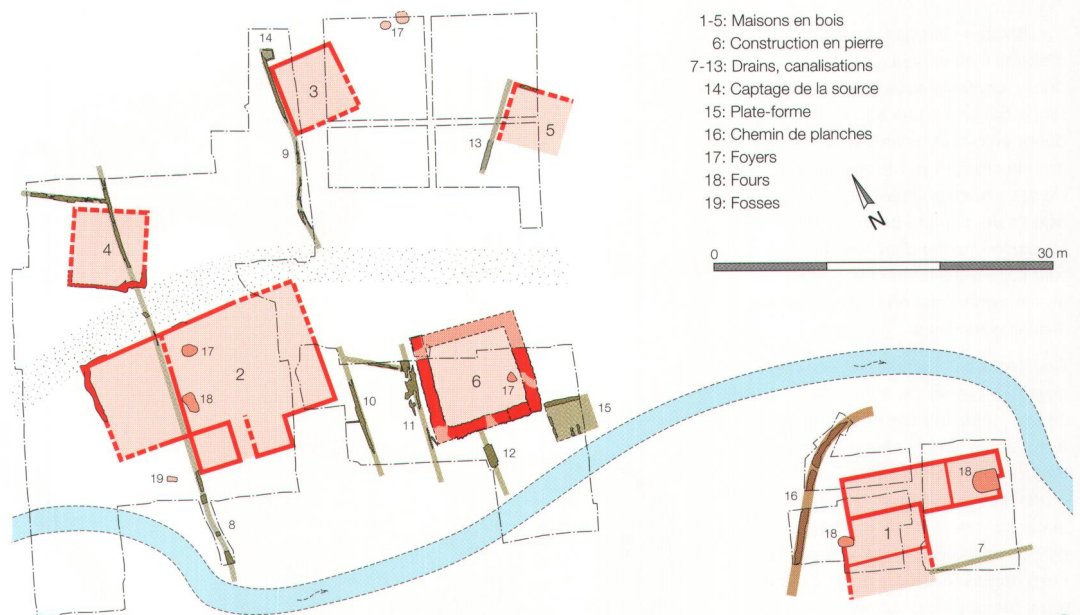 1-5: Maisons en bois
6: Construction en pierre
7-13: Drains, canalisations
14: Captage de la source
15: Plate-forme
16: Chemin de planches
17: Foyers
18: Fours
19: Fosses
N
0 30 m
14
17
3
5
13
9
4
17
2
18
6
17
15
10
11
12
19
8
16
18
18
1
7